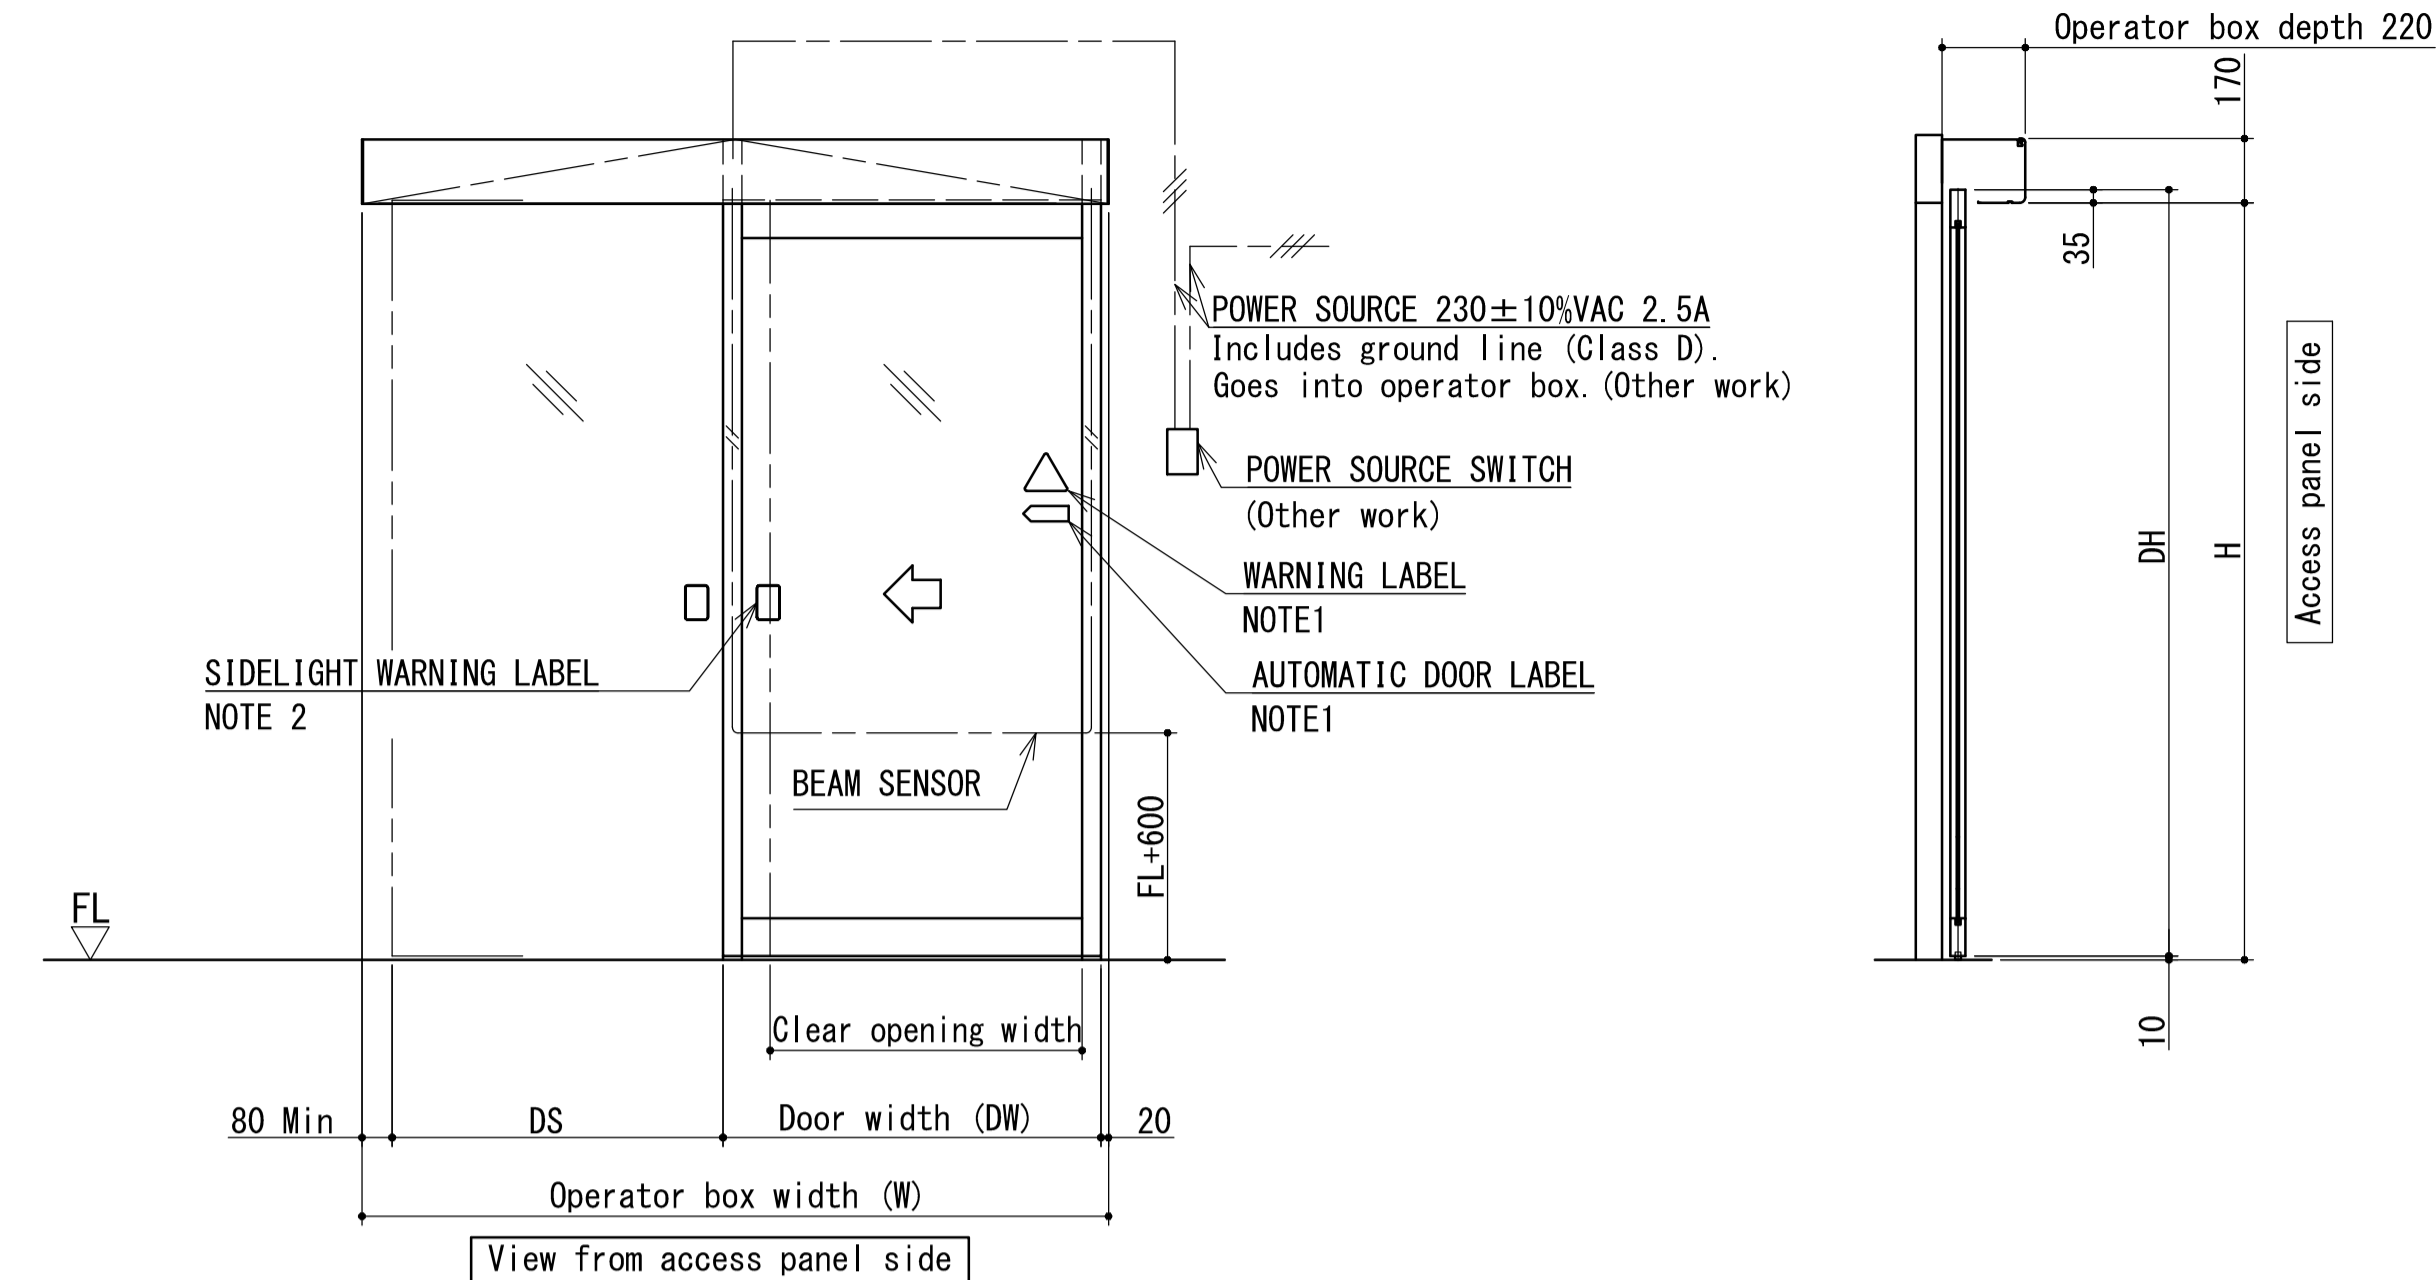 Operator box depth 220
170
35
POWER SOURCE 230±10%VAC 2.5A
Includes ground line (Class D).
Goes into operator box.(Other work)
Access panel side
POWER SOURCE SWITCH
(Other work)
DH
H
WARNING LABEL
NOTE1
SIDELIGHT WARNING LABEL
NOTE 2
AUTOMATIC DOOR LABEL
NOTE1
BEAM SENSOR
FL+600
FL
10
Clear opening width
80 Min
DS
Door width (DW)
20
Operator box width (W)
View from access panel side